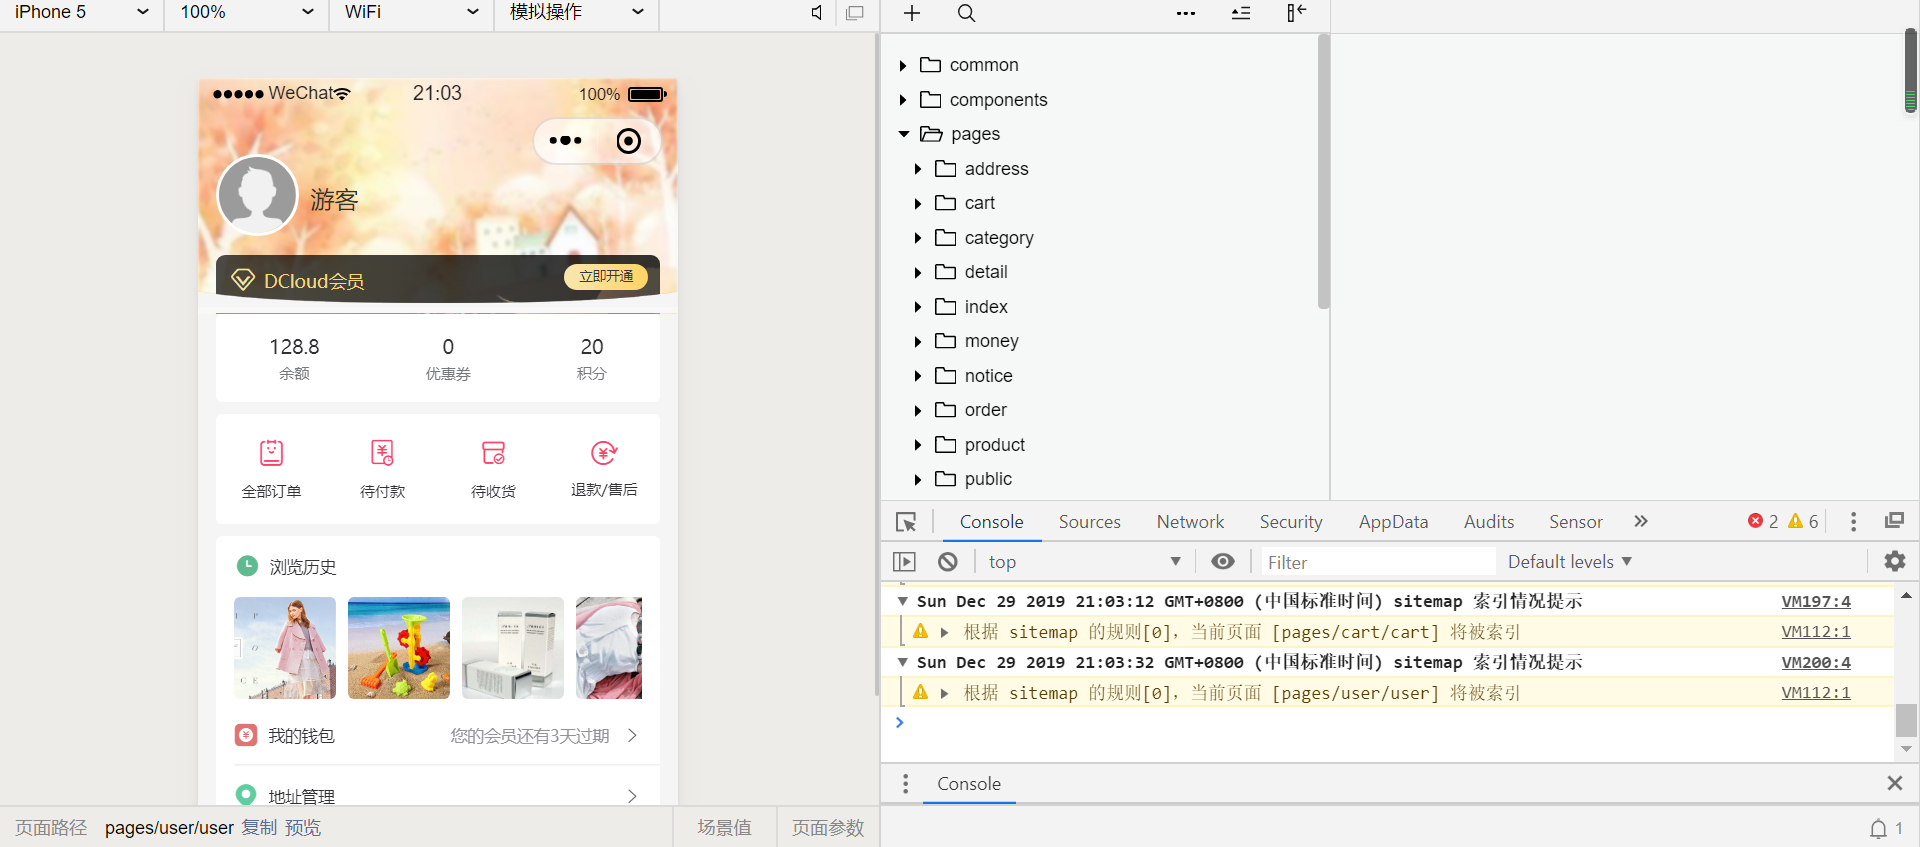 iPhone 5 100% WiFi 模拟操作
WeChat 21:03 100%
游客
DCloud会员 立即开通
128.8 0 20
余额 优惠券 积分
全部订单 待付款 待收货 退款/售后
浏览历史
我的钱包 您的会员还有3天过期
地址管理
页面路径 pages/user/user 复制 预览 场景值 页面参数
common
components
pages
address
cart
category
detail
index
money
notice
order
product
public
Console Sources Network Security AppData Audits Sensor 2 6
top Filter Default levels
Sun Dec 29 2019 21:03:12 GMT+0800 (中国标准时间) sitemap 索引情况提示 VM197:4
根据 sitemap 的规则[0]，当前页面 [pages/cart/cart] 将被索引 VM112:1
Sun Dec 29 2019 21:03:32 GMT+0800 (中国标准时间) sitemap 索引情况提示 VM200:4
根据 sitemap 的规则[0]，当前页面 [pages/user/user] 将被索引 VM112:1
Console
1